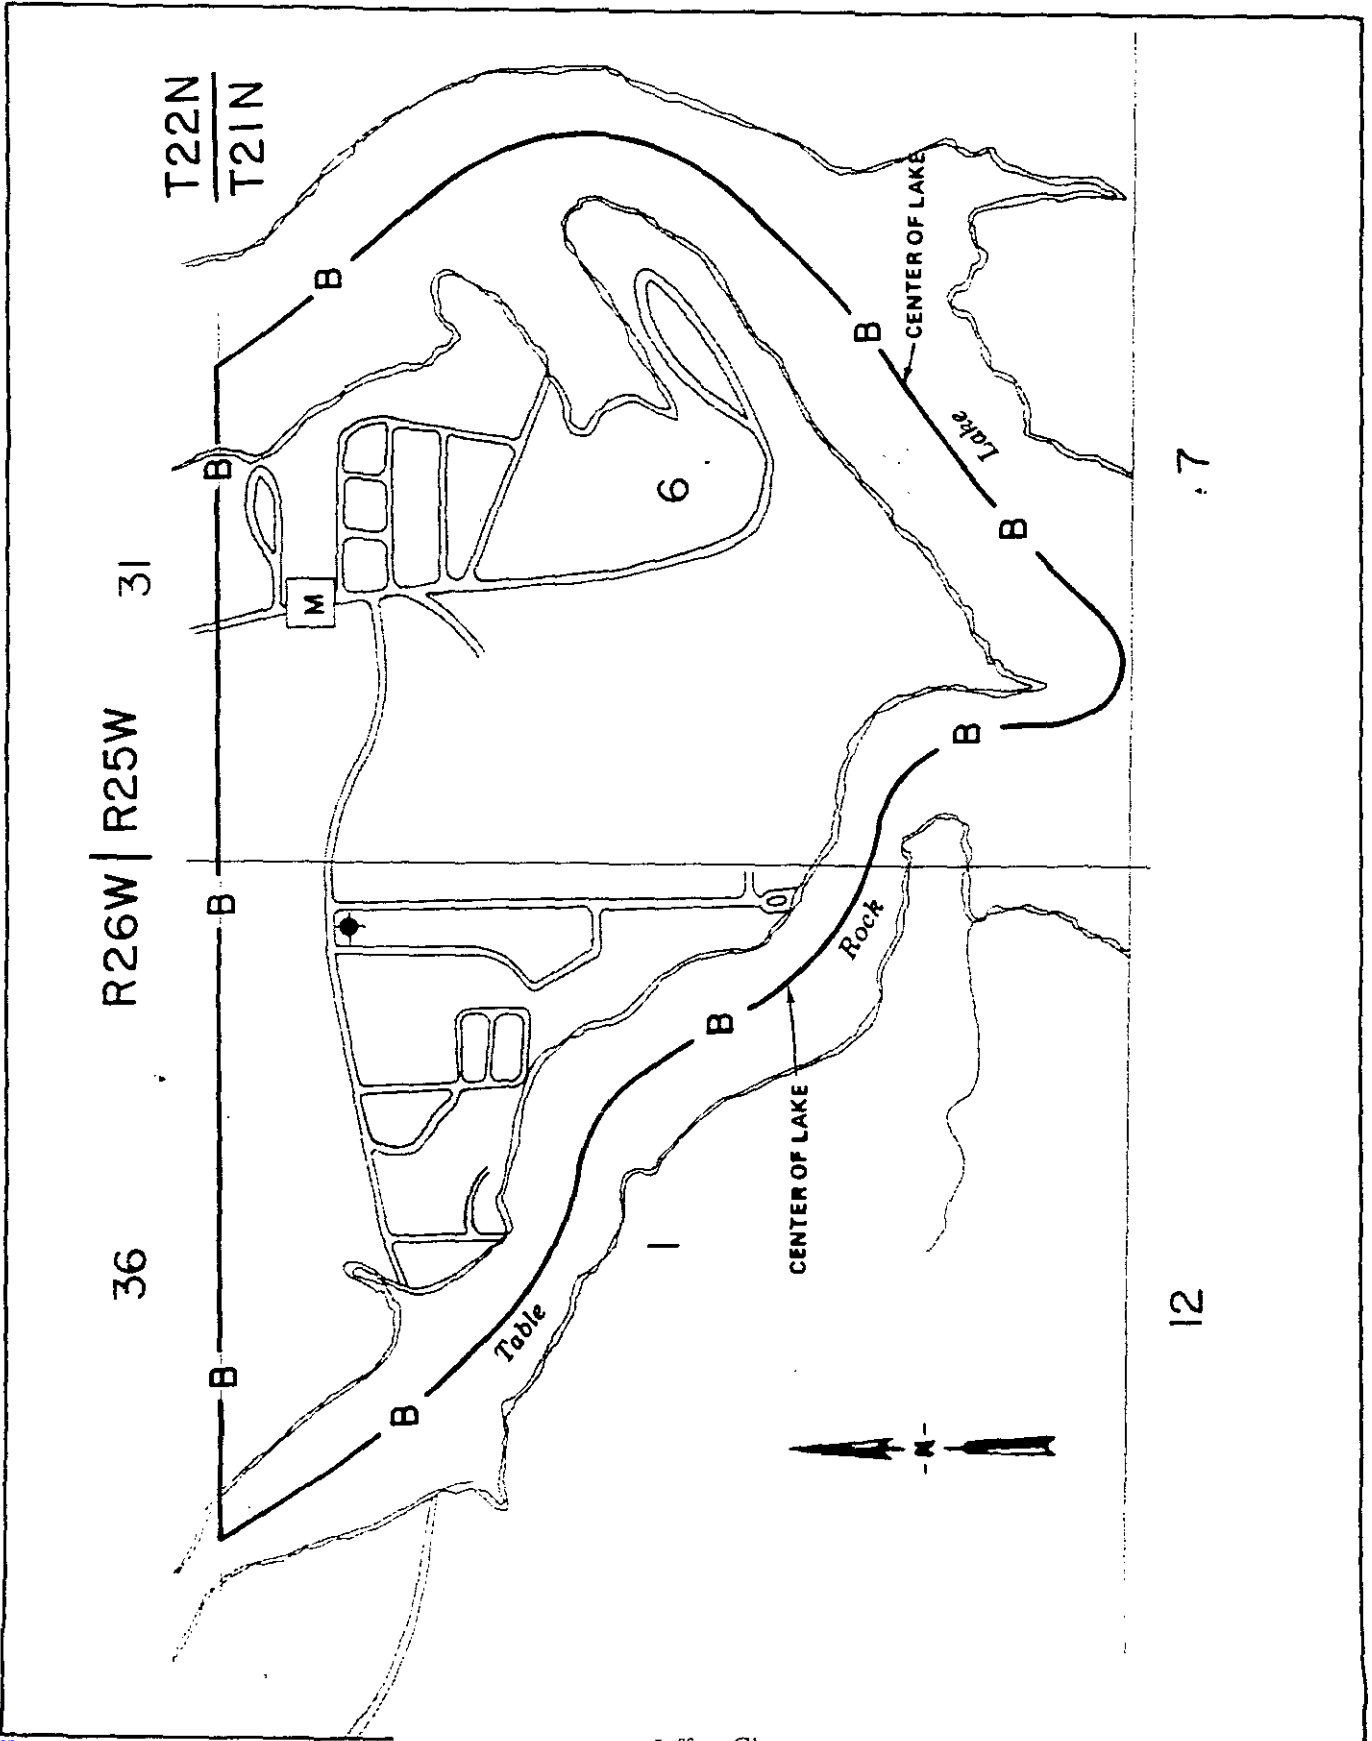 R26W | R25W
36
31
T22N
T21N
B
B
B
M
B
B
Table
1
6
B
CENTER OF LAKE
Rock
B
CENTER OF LAKE
-N-
B
Lake
B
12
7